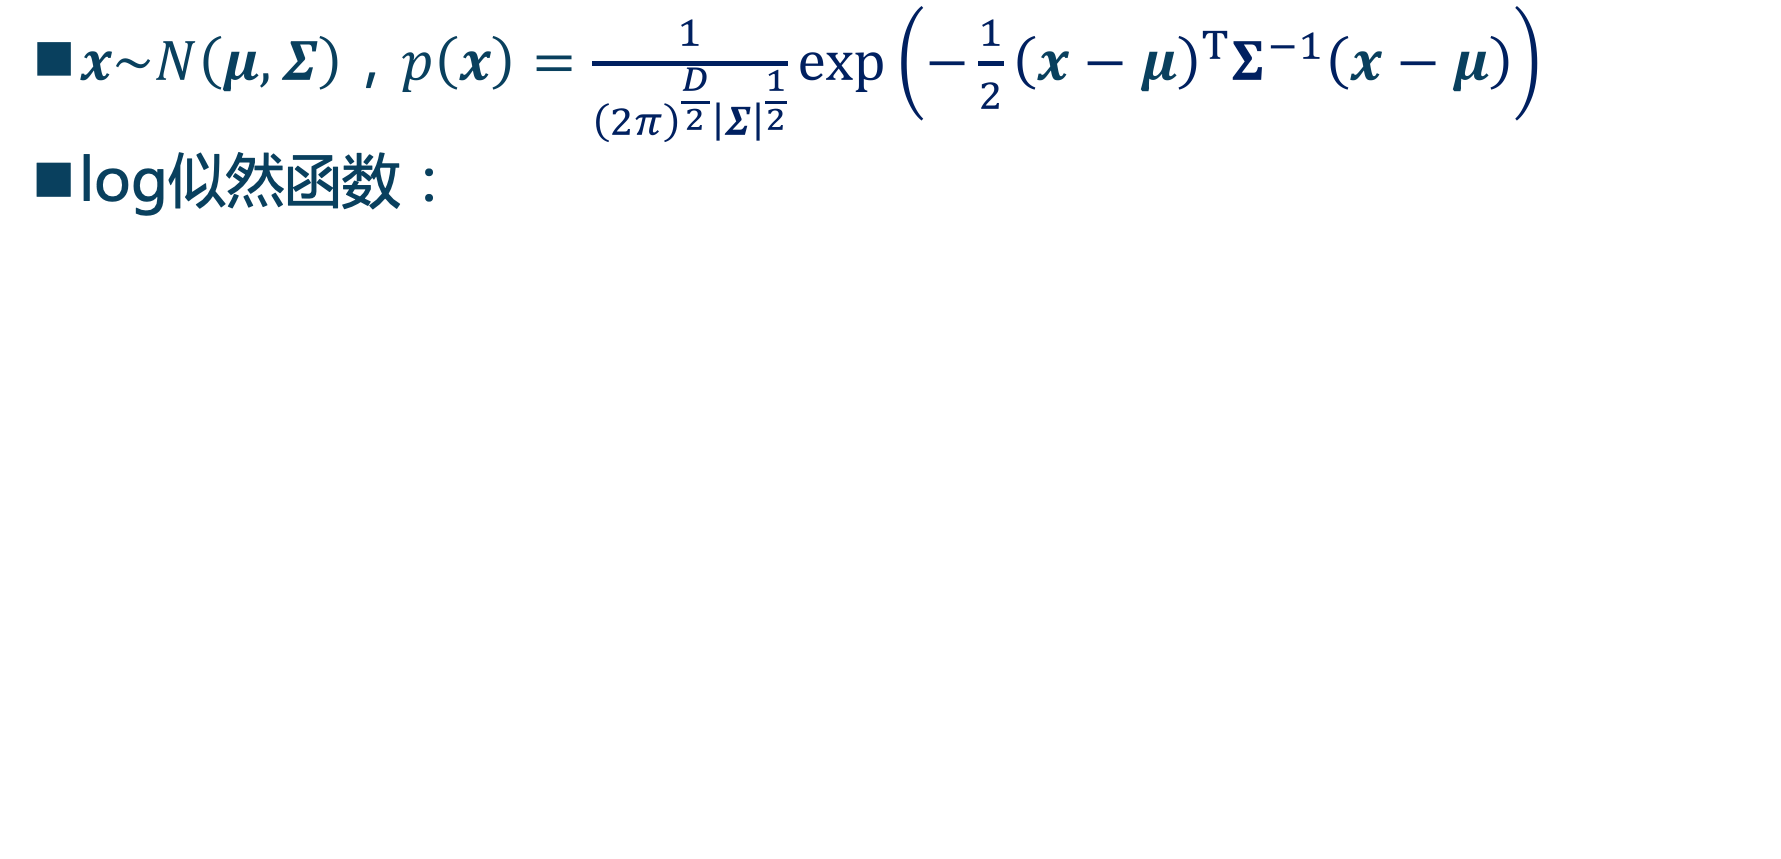 ■x~N(μ, Σ)，p(x) = 1/((2π)^(D/2)|Σ|^(1/2)) exp(−1/2 (x − μ)^T Σ^−1 (x − μ))
■log似然函数：